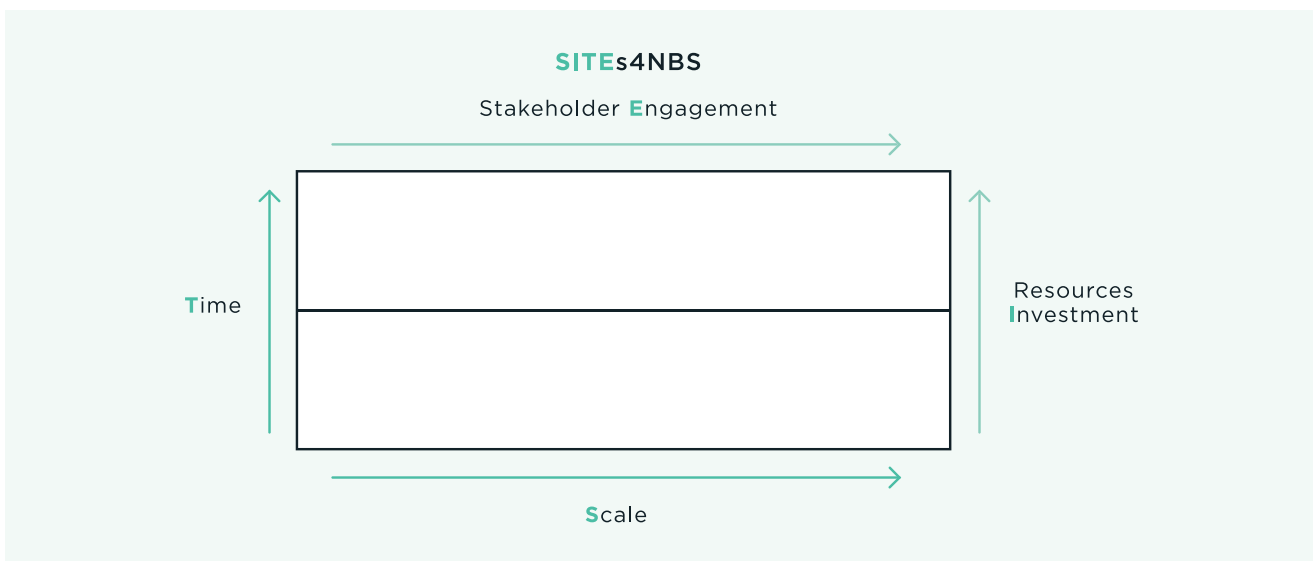 SITEs4NBS
Stakeholder Engagement
Time
Resources
Investment
Scale